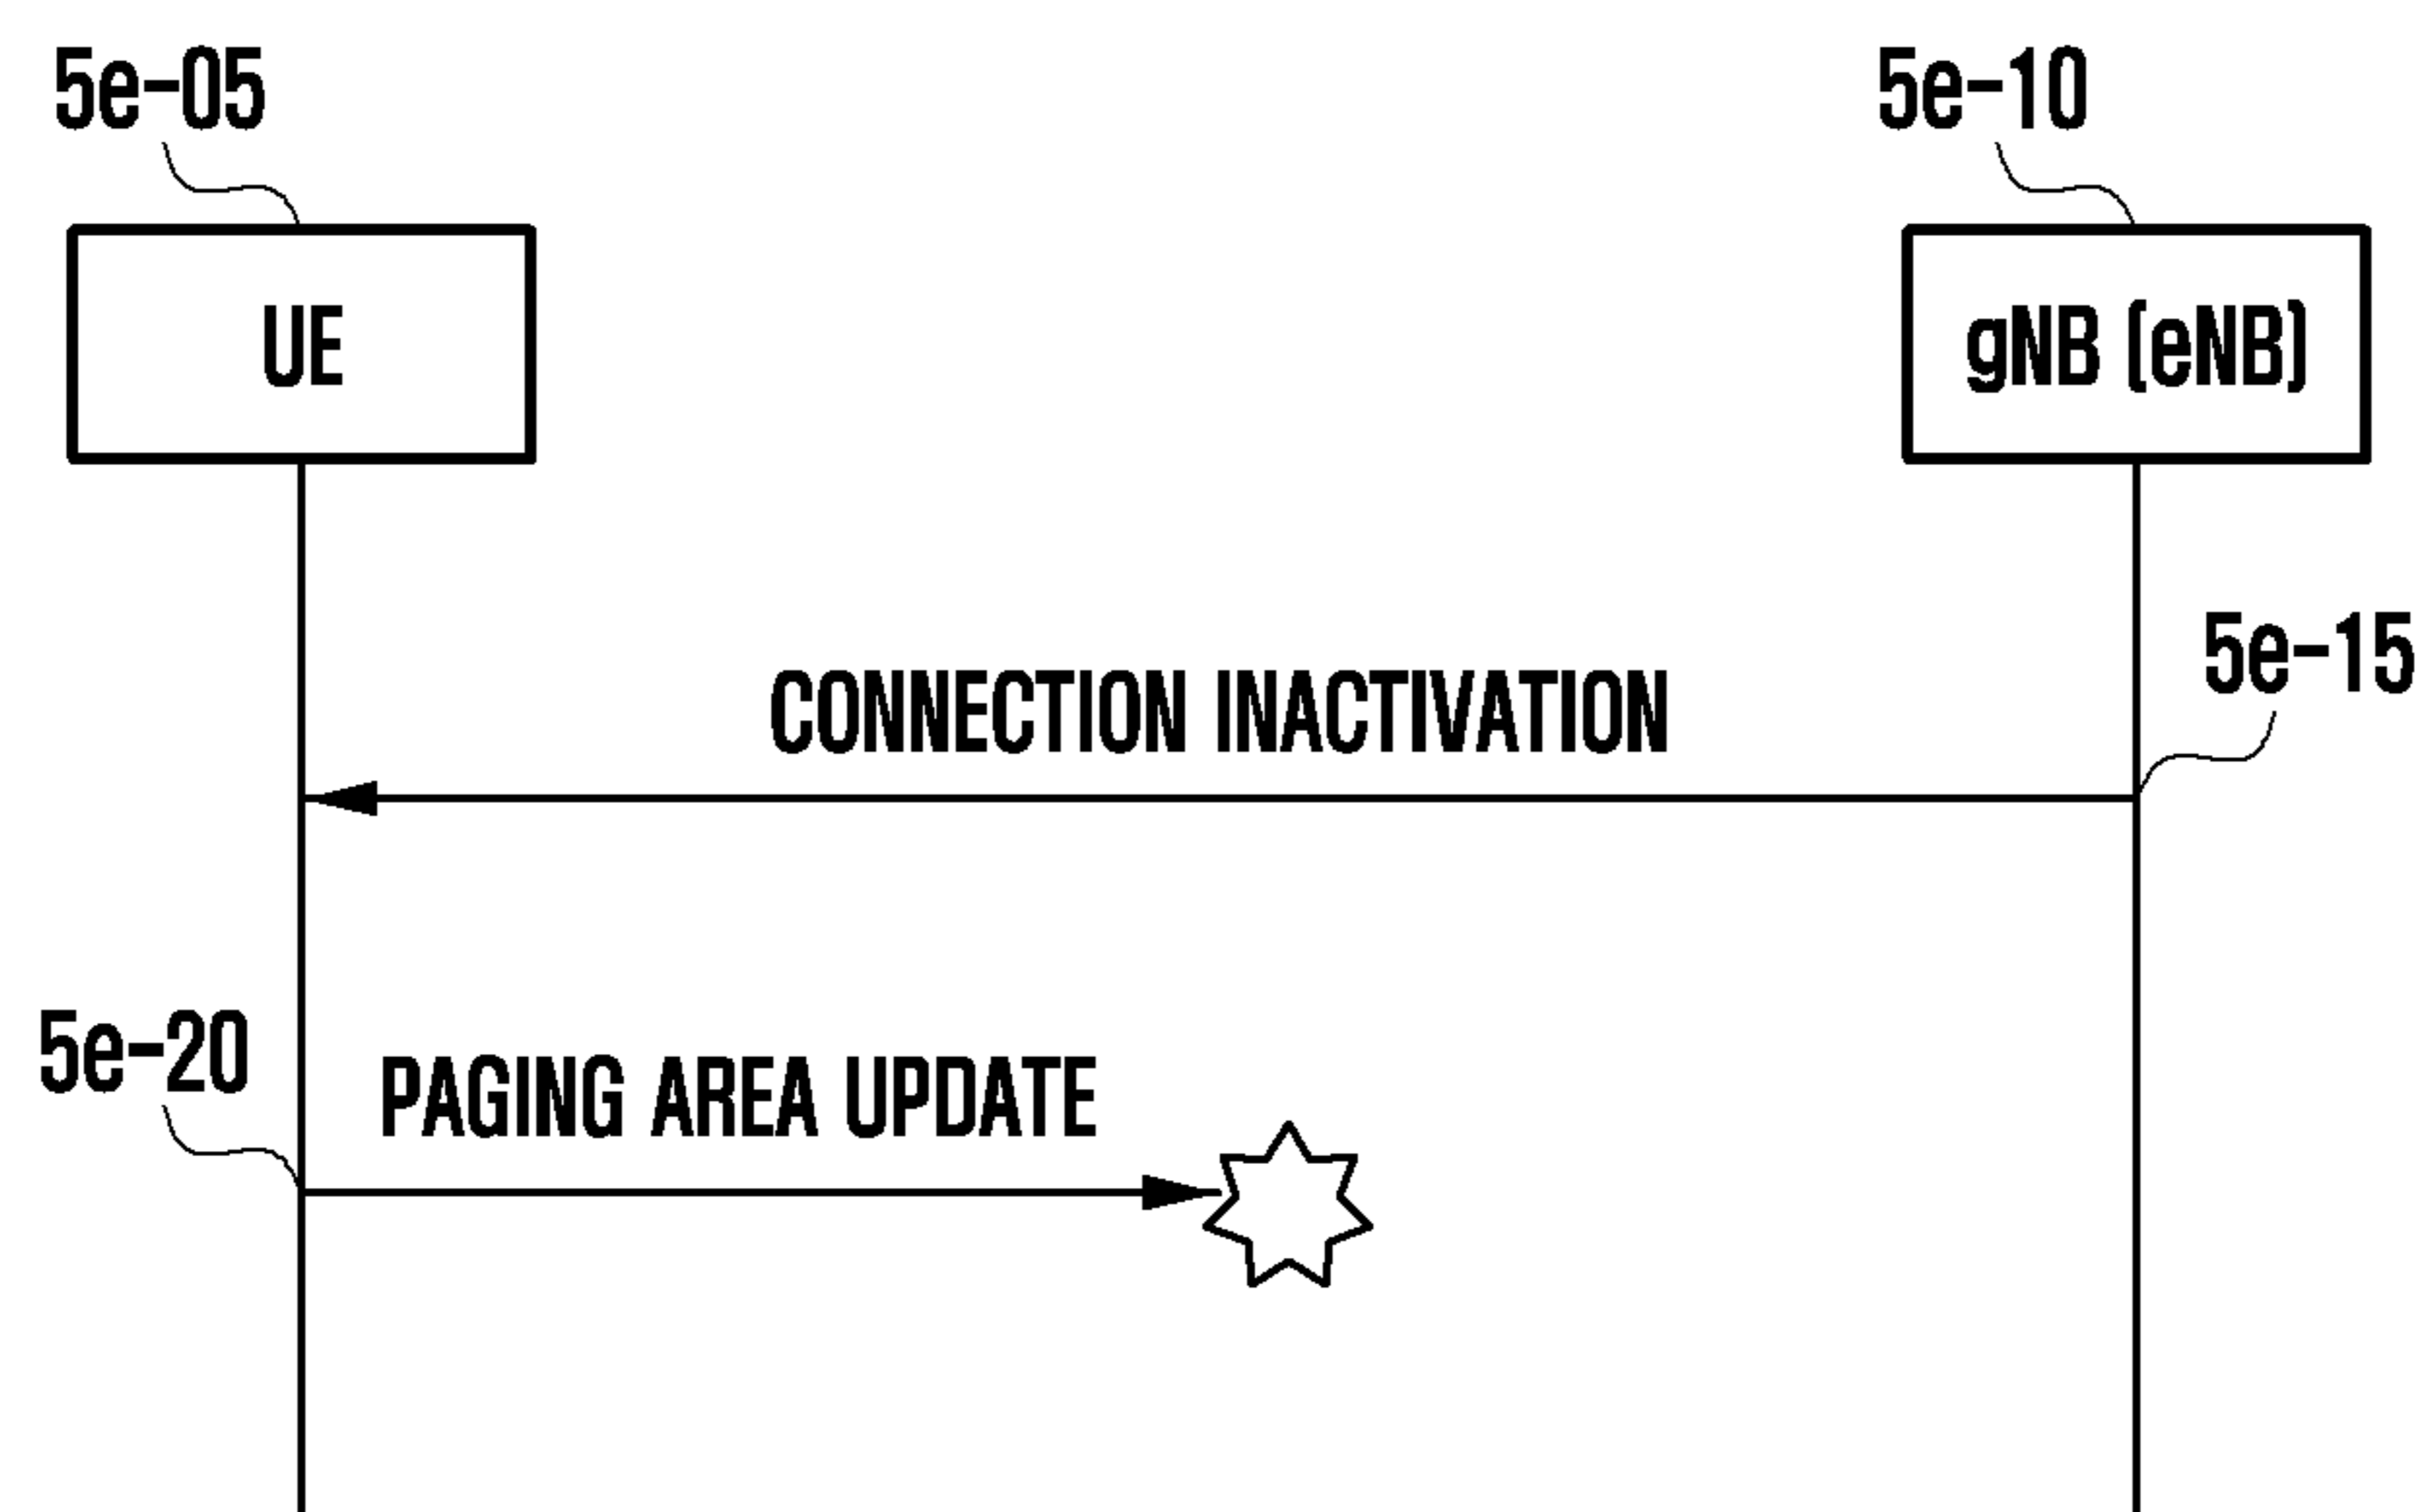 5e-05
5e-10
UE
gNB (eNB)
5e-15
CONNECTION INACTIVATION
5e-20
PAGING AREA UPDATE